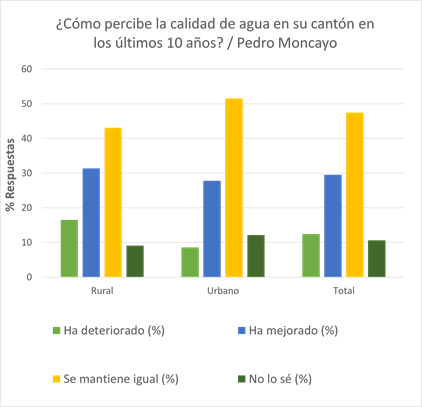 ¿Cómo percibe la calidad de agua en su cantón en
los últimos 10 años? / Pedro Moncayo
% Respuestas
60
50
40
30
20
10
0
Rural
Urbano
Total
Ha deteriorado (%)
Ha mejorado (%)
Se mantiene igual (%)
No lo sé (%)